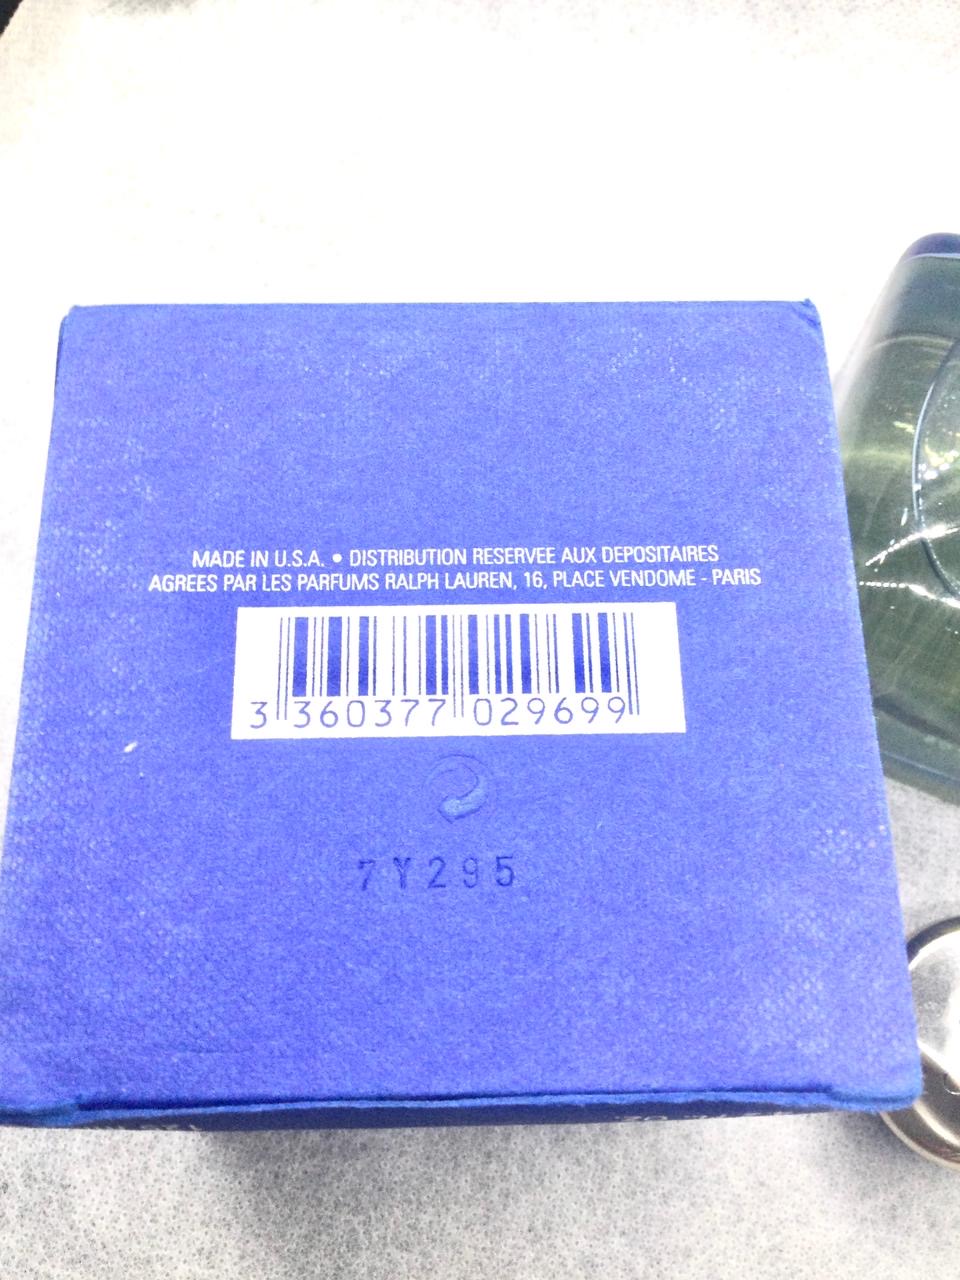 MADE IN U.S.A. • DISTRIBUTION RESERVEE AUX DEPOSITAIRES
AGREES PAR LES PARFUMS RALPH LAUREN, 16, PLACE VENDOME - PARIS
3 360377 029699
7Y295